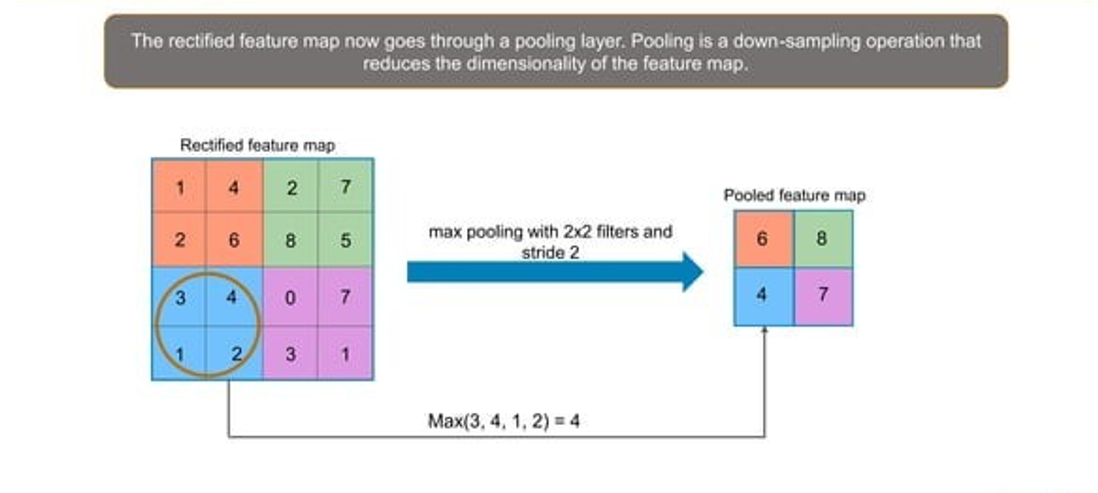 The rectified feature map now goes through a pooling layer. Pooling is a down-sampling operation that
reduces the dimensionality of the feature map.
Rectified feature map
1 4 2 7
2 6 8 5
3 4 0 7
1 2 3 1
max pooling with 2x2 filters and
stride 2
Pooled feature map
6 8
4 7
Max(3, 4, 1, 2) = 4